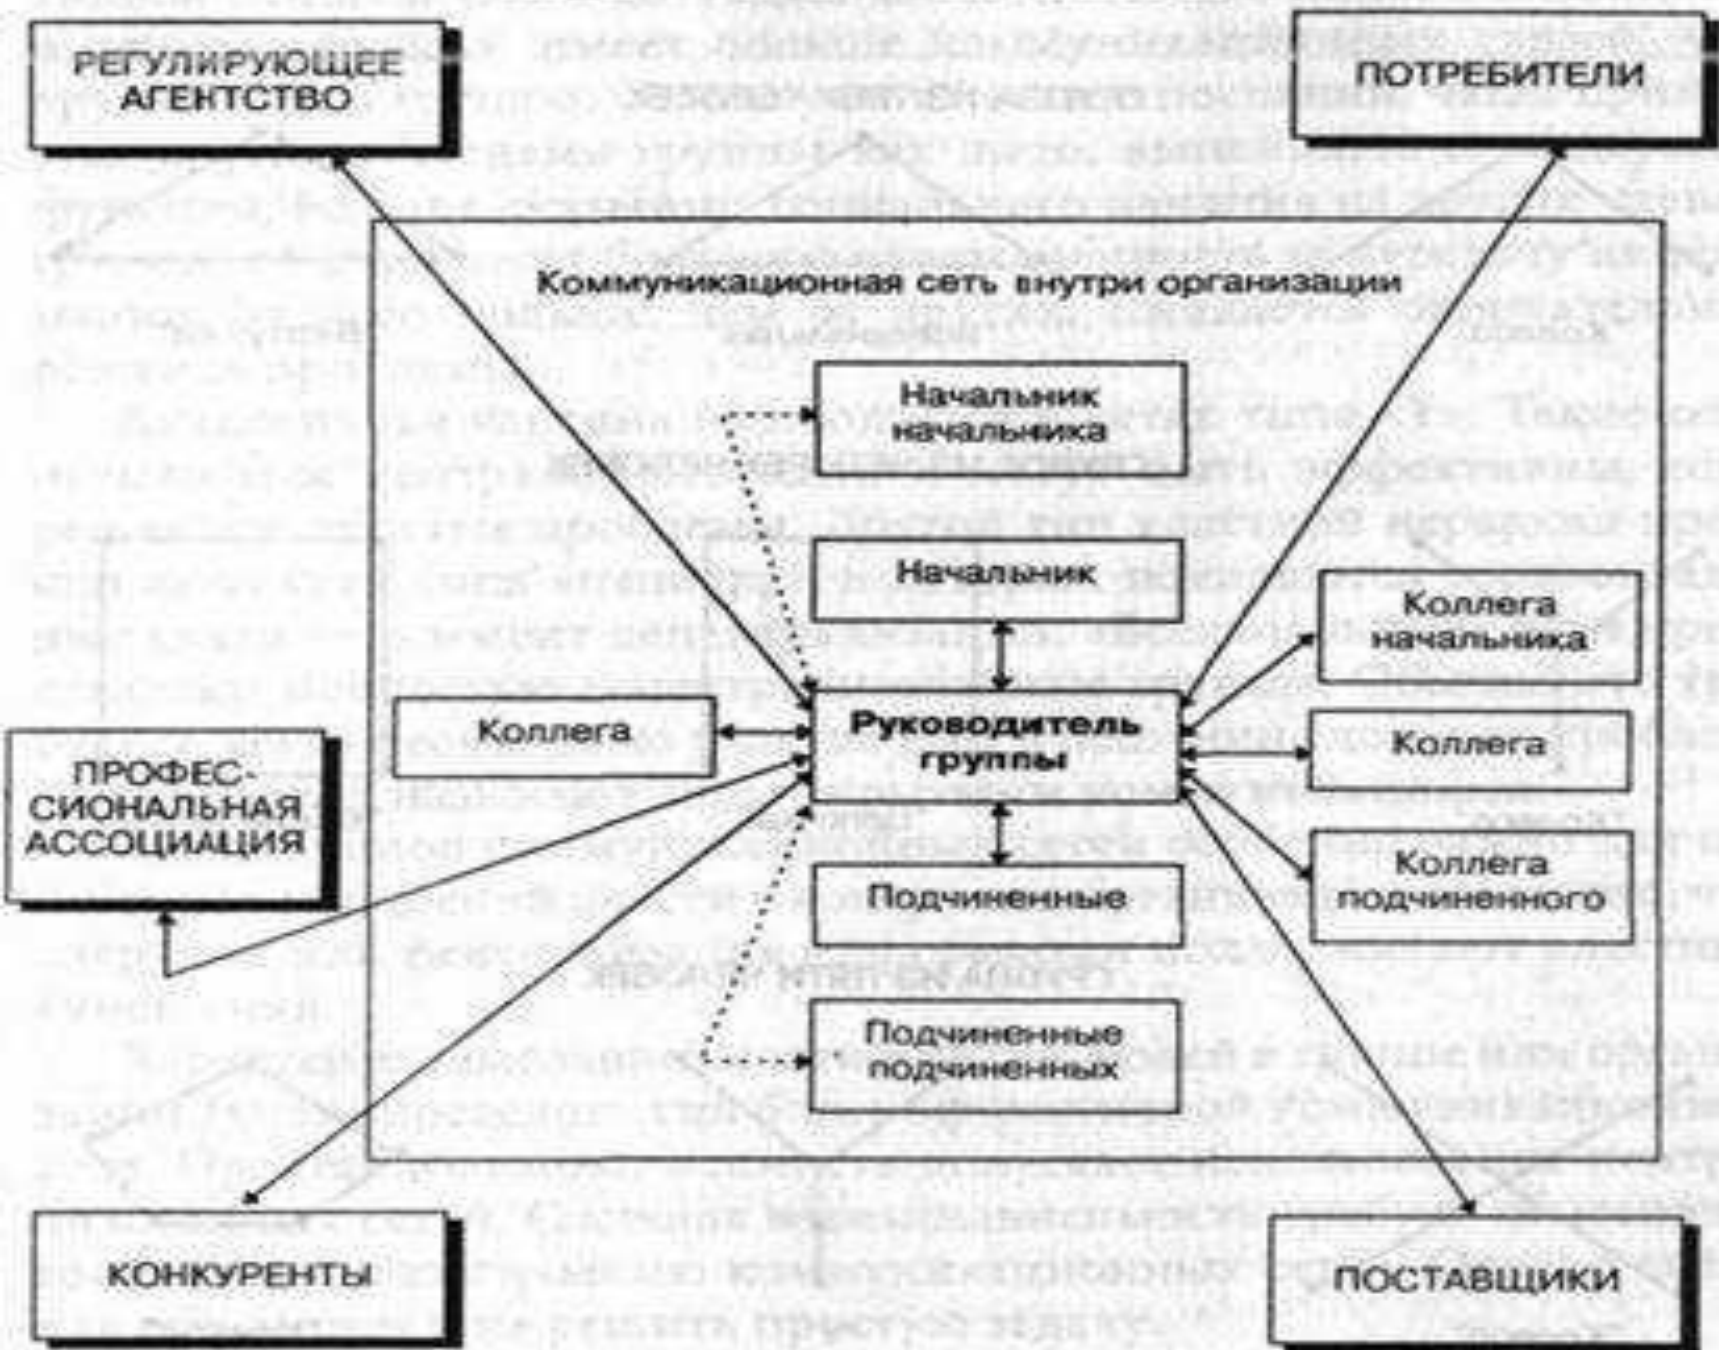 РЕГУЛИРУЮЩЕЕ
АГЕНТСТВО
ПОТРЕБИТЕЛИ
Коммуникационная сеть внутри организации
Начальник
начальника
Начальник
Коллега
начальника
Коллега
Руководитель
группы
Коллега
ПРОФЕС-
СИОНАЛЬНАЯ
АССОЦИАЦИЯ
Подчиненные
Коллега
подчиненного
Подчиненные
подчиненных
КОНКУРЕНТЫ
ПОСТАВЩИКИ